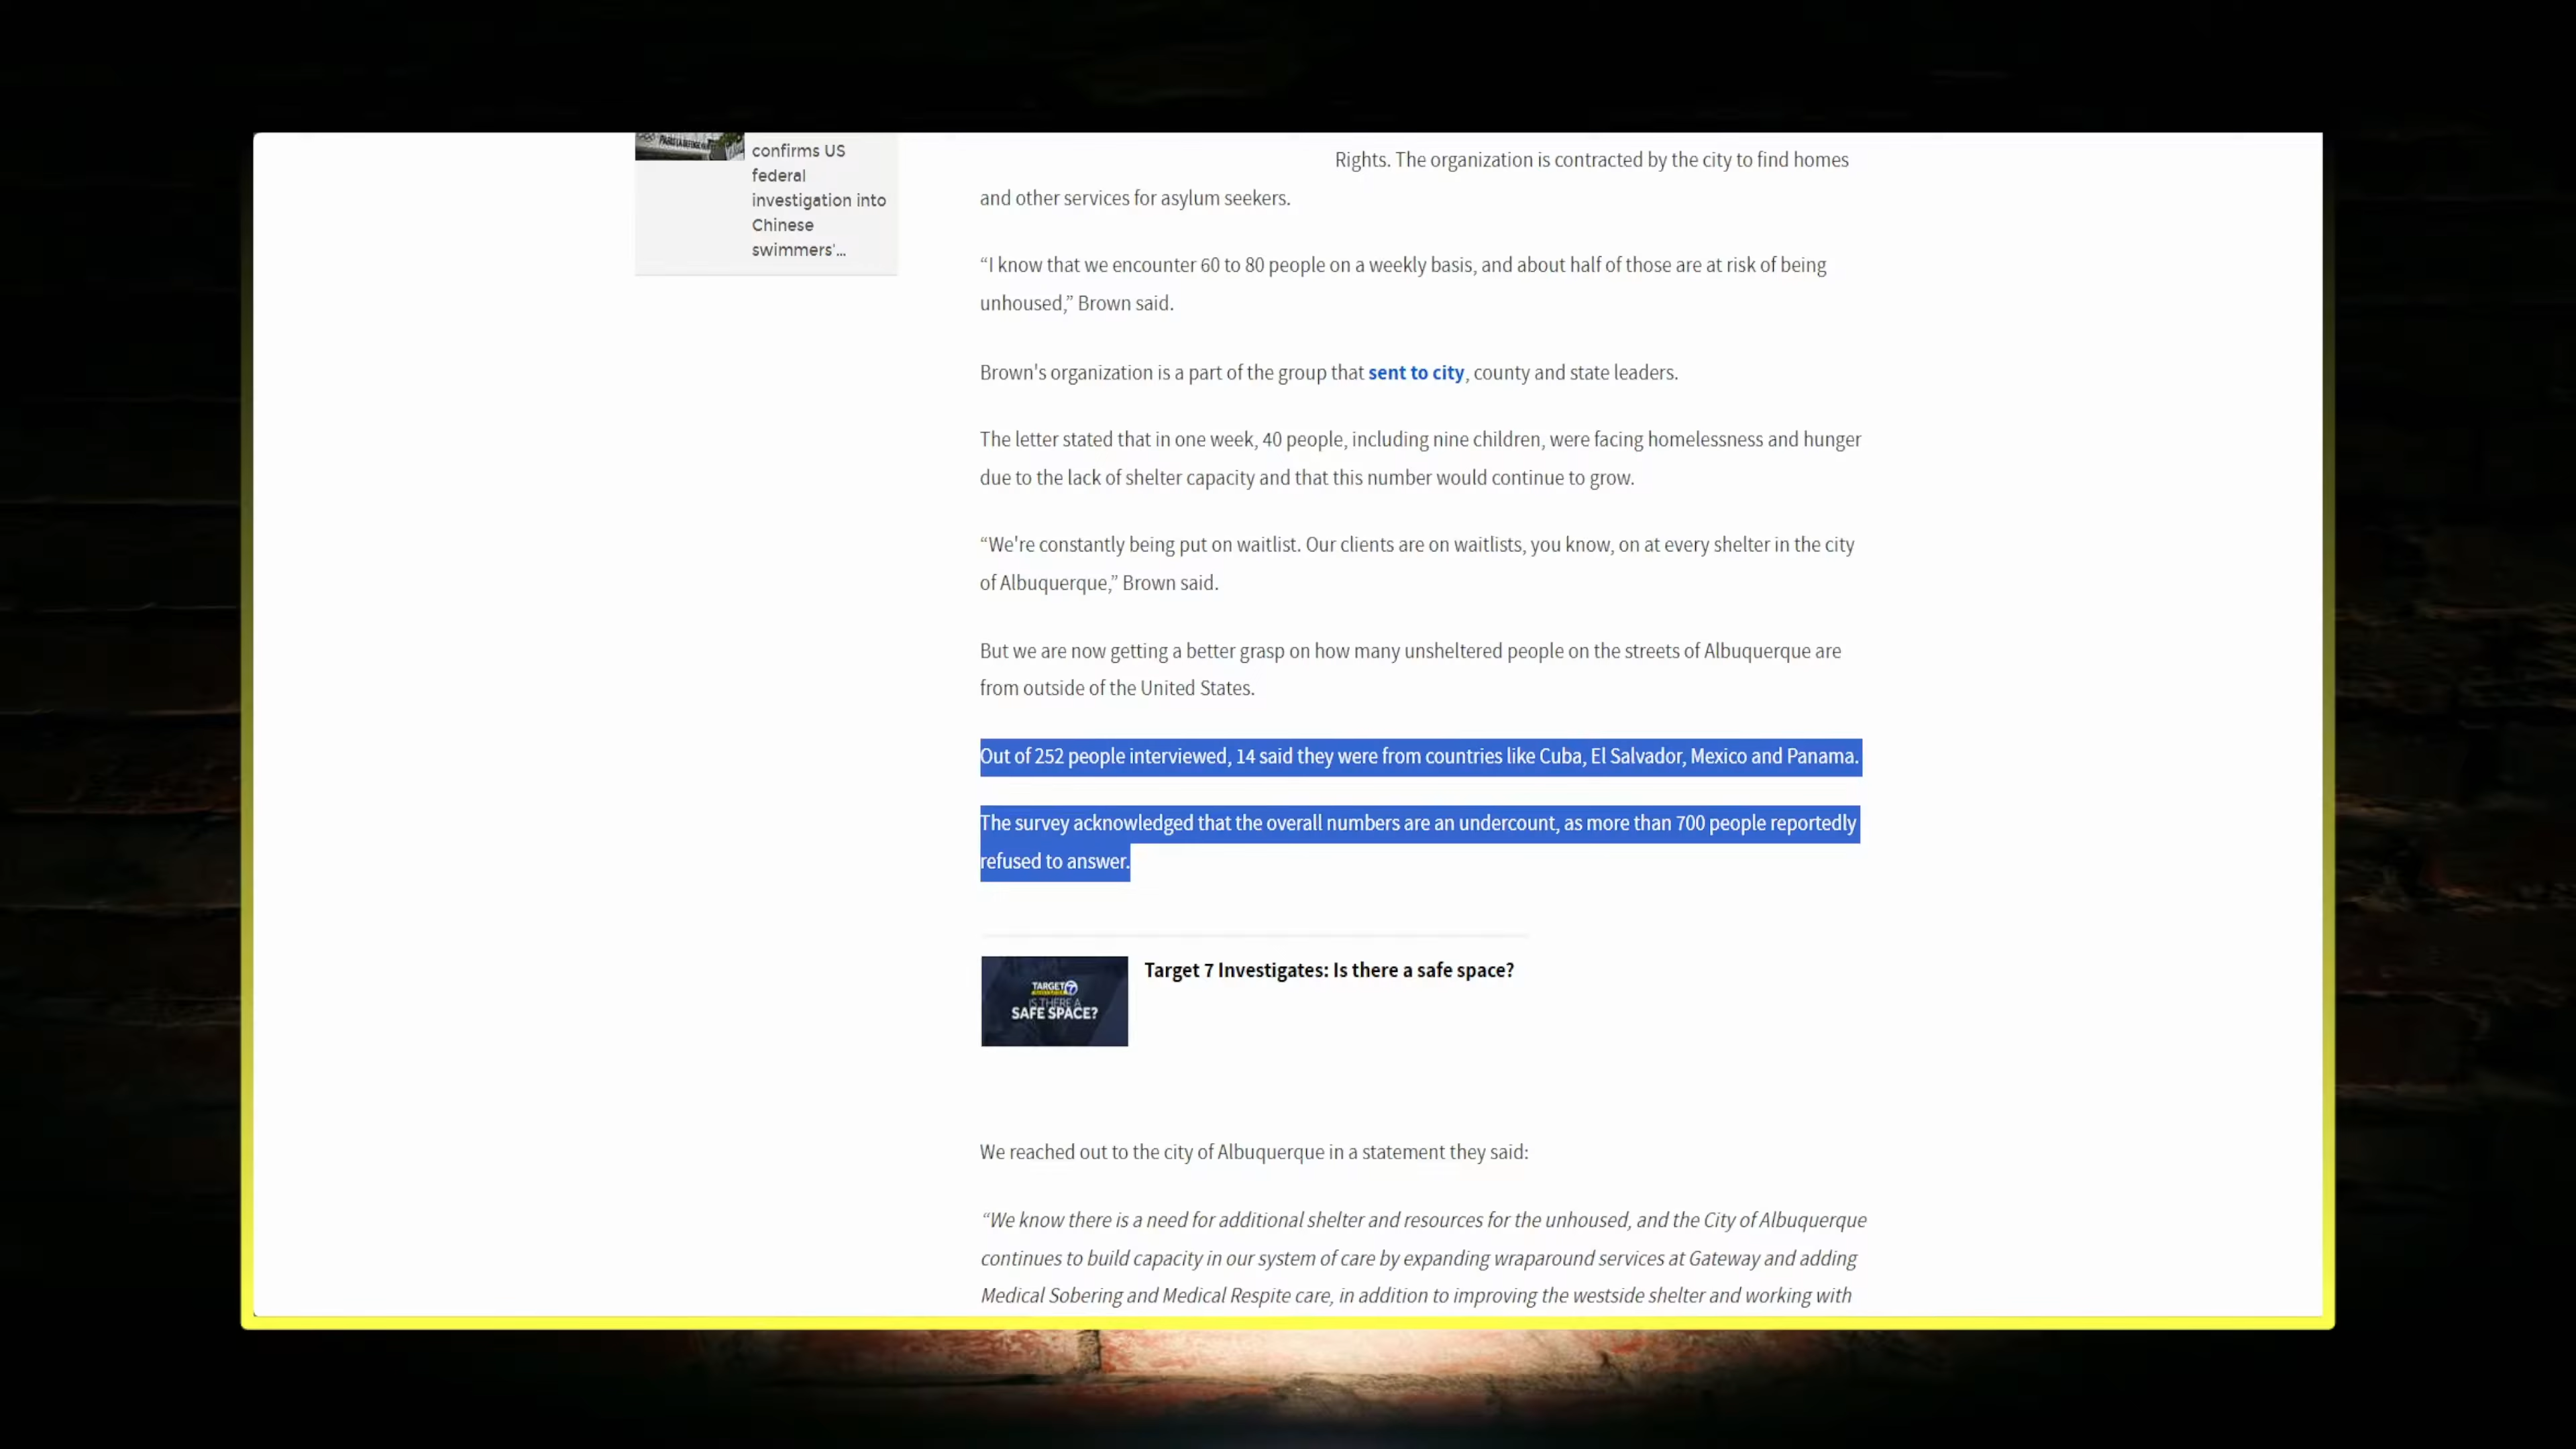 confirms US
federal
investigation into
Chinese
swimmers'...
Rights. The organization is contracted by the city to find homes
and other services for asylum seekers.
“I know that we encounter 60 to 80 people on a weekly basis, and about half of those are at risk of being
unhoused,” Brown said.
Brown's organization is a part of the group that sent to city, county and state leaders.
The letter stated that in one week, 40 people, including nine children, were facing homelessness and hunger
due to the lack of shelter capacity and that this number would continue to grow.
“We're constantly being put on waitlist. Our clients are on waitlists, you know, on at every shelter in the city
of Albuquerque,” Brown said.
But we are now getting a better grasp on how many unsheltered people on the streets of Albuquerque are
from outside of the United States.
Out of 252 people interviewed, 14 said they were from countries like Cuba, El Salvador, Mexico and Panama.
The survey acknowledged that the overall numbers are an undercount, as more than 700 people reportedly
refused to answer.
TARGET 7
IS THERE A
SAFE SPACE?
Target 7 Investigates: Is there a safe space?
We reached out to the city of Albuquerque in a statement they said:
“We know there is a need for additional shelter and resources for the unhoused, and the City of Albuquerque
continues to build capacity in our system of care by expanding wraparound services at Gateway and adding
Medical Sobering and Medical Respite care, in addition to improving the westside shelter and working with